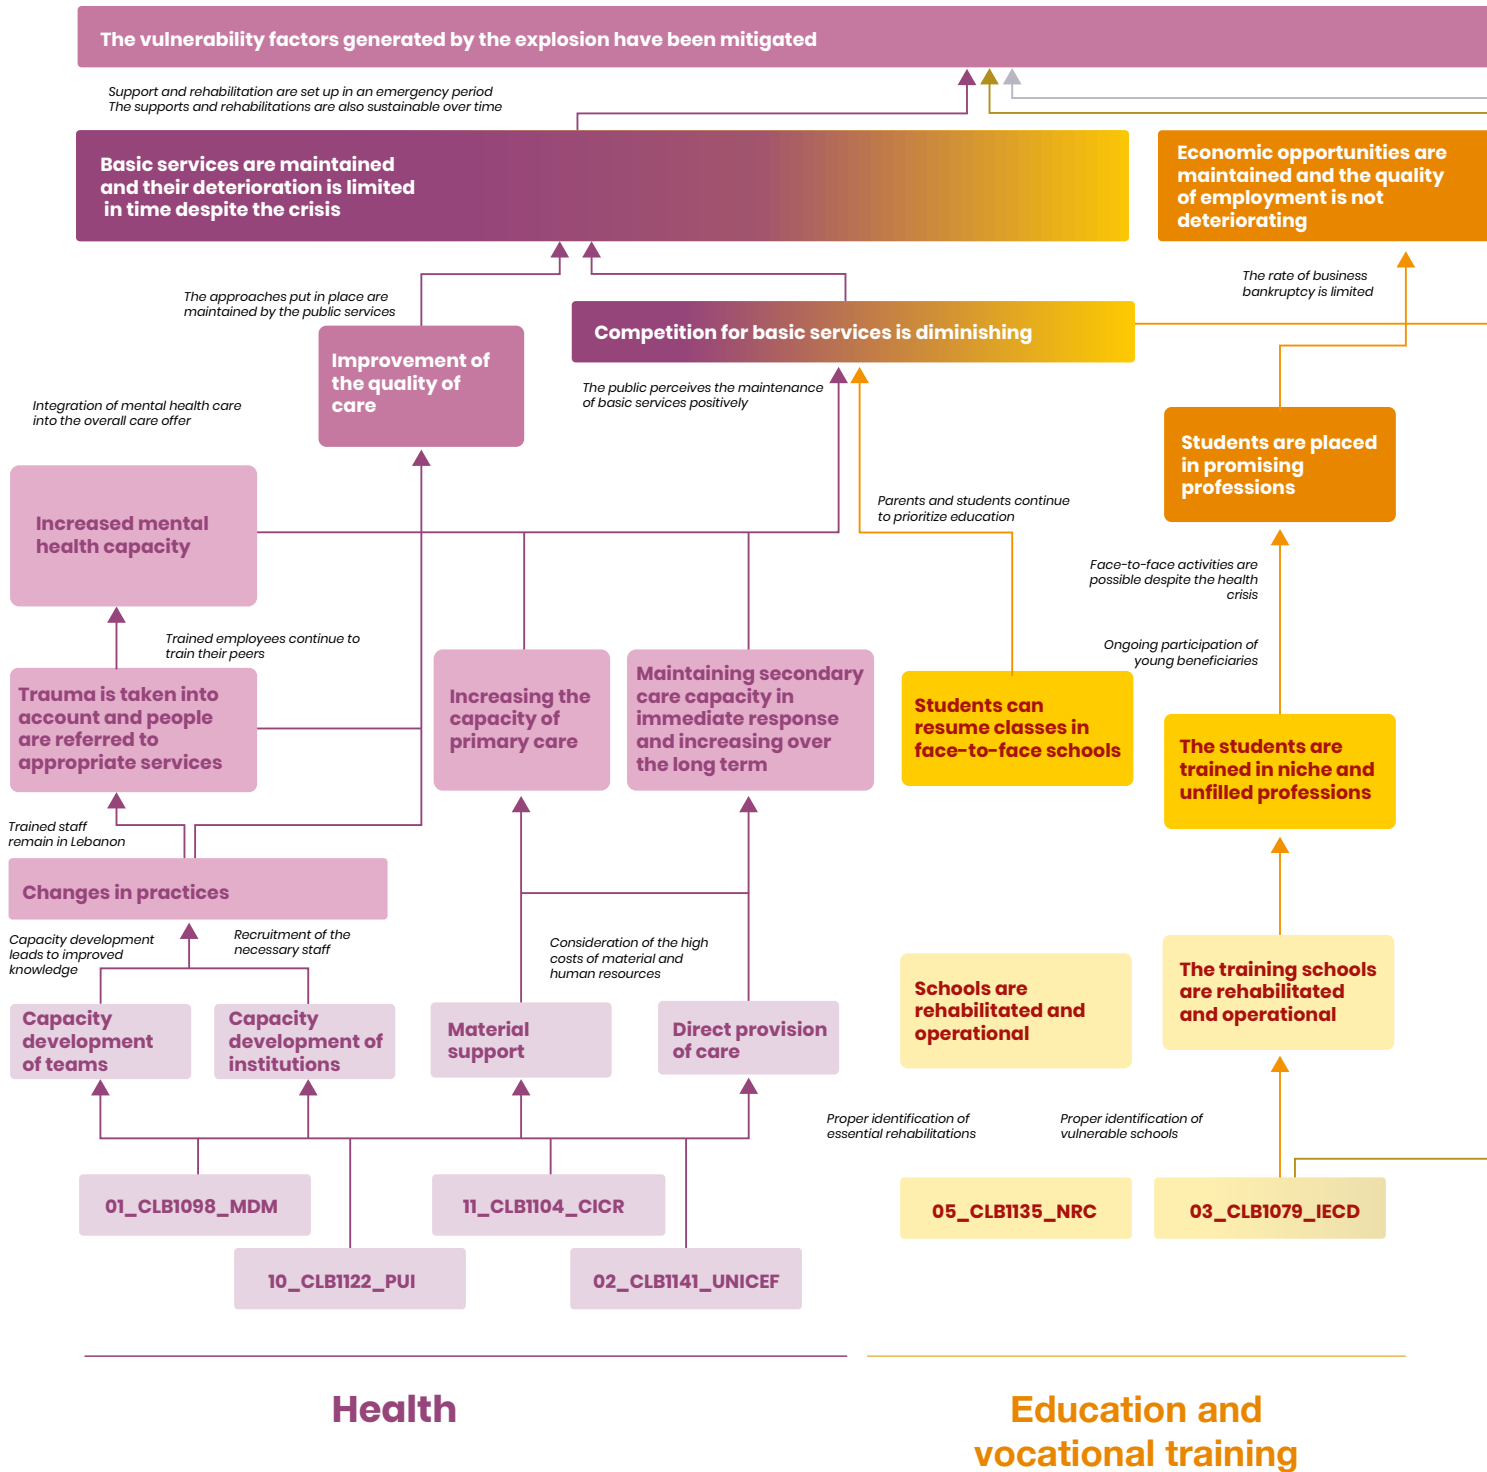 The vulnerability factors generated by the explosion have been mitigated
Support and rehabilitation are set up in an emergency period
The supports and rehabilitations are also sustainable over time
Basic services are maintained
and their deterioration is limited
in time despite the crisis
Economic opportunities are
maintained and the quality
of employment is not
deteriorating
The approaches put in place are
maintained by the public services
The rate of business
bankruptcy is limited
Competition for basic services is diminishing
Improvement of
the quality of
care
The public perceives the maintenance
of basic services positively
Integration of mental health care
into the overall care offer
Students are placed
in promising
professions
Increased mental
health capacity
Parents and students continue
to prioritize education
Face-to-face activities are
possible despite the health
crisis
Trained employees continue to
train their peers
Ongoing participation of
young beneficiaries
Trauma is taken into
account and people
are referred to
appropriate services
Increasing the
capacity of
primary care
Maintaining secondary
care capacity in
immediate response
and increasing over
the long term
Students can
resume classes in
face-to-face schools
The students are
trained in niche and
unfilled professions
Trained staff
remain in Lebanon
Changes in practices
Capacity development
leads to improved
knowledge
Recruitment of the
necessary staff
Consideration of the high
costs of material and
human resources
Schools are
rehabilitated and
operational
The training schools
are rehabilitated
and operational
Capacity
development
of teams
Capacity
development of
institutions
Material
support
Direct provision
of care
Proper identification of
essential rehabilitations
Proper identification of
vulnerable schools
01_CLB1098_MDM
11_CLB1104_CICR
05_CLB1135_NRC
03_CLB1079_IECD
10_CLB1122_PUI
02_CLB1141_UNICEF
Health
Education and
vocational training